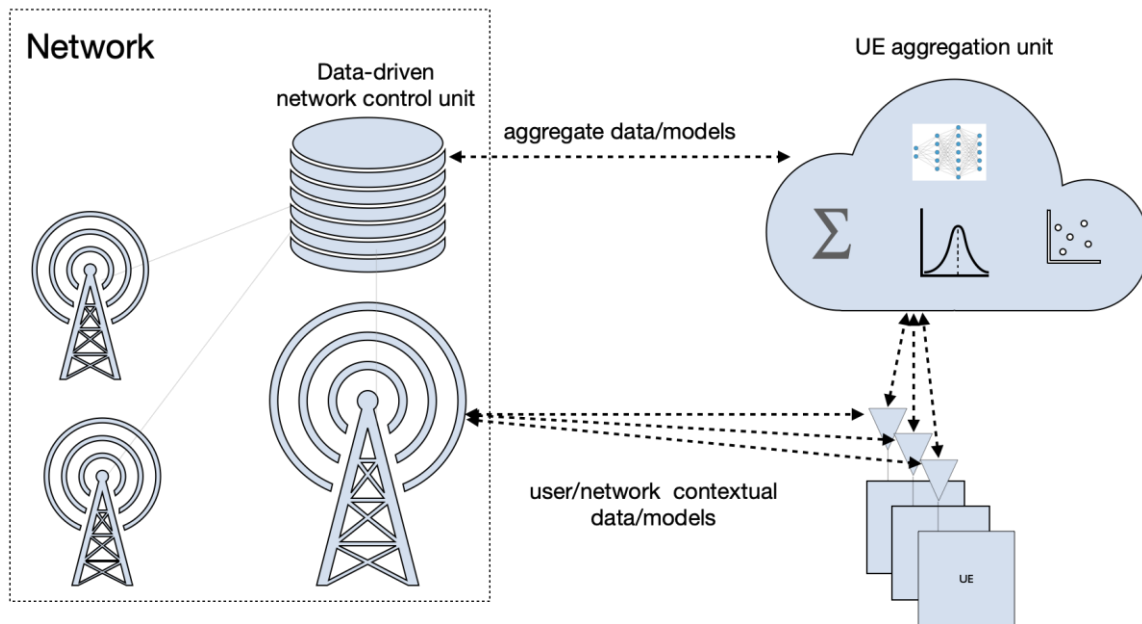 Network
Data-driven
network control unit
UE aggregation unit
aggregate data/models
Σ
user/network contextual
data/models
UE